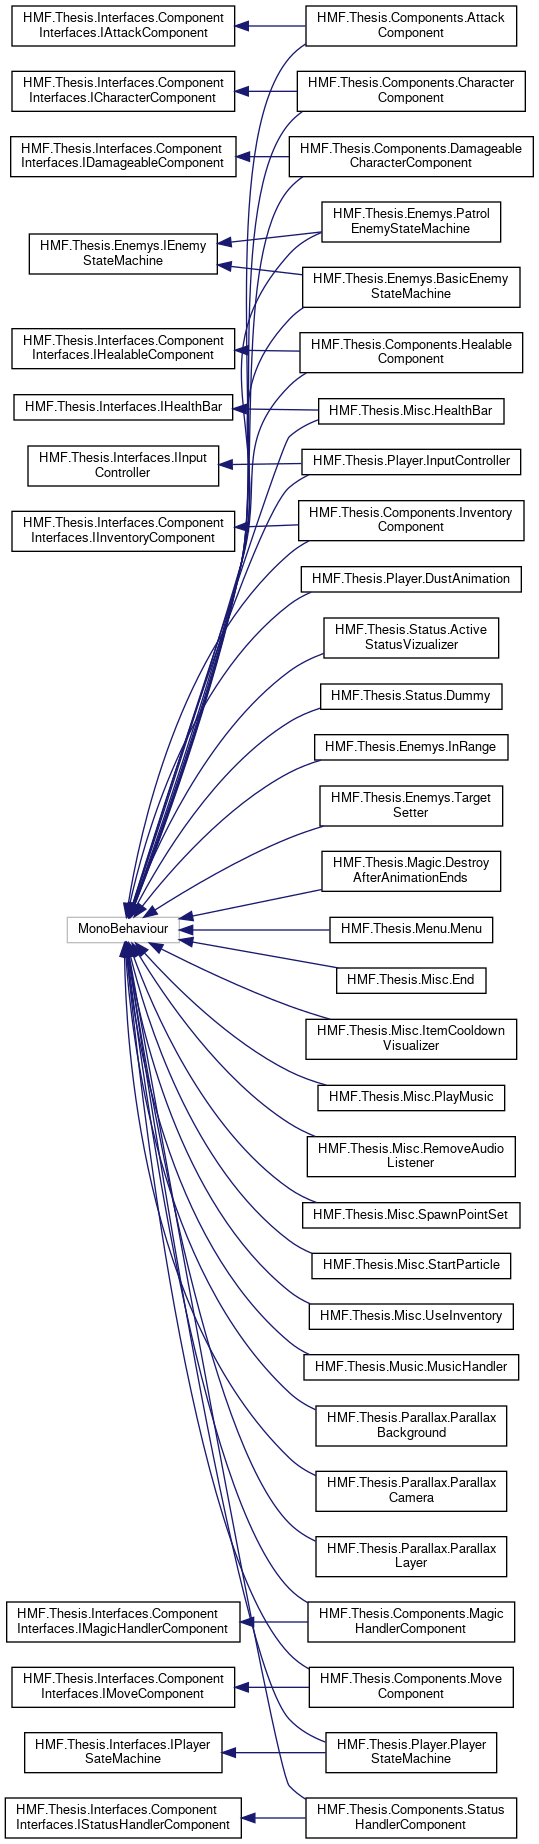 HMF.Thesis.Interfaces.Component
Interfaces.IAttackComponent
HMF.Thesis.Components.Attack
Component
HMF.Thesis.Interfaces.Component
Interfaces.ICharacterComponent
HMF.Thesis.Components.Character
Component
HMF.Thesis.Interfaces.Component
Interfaces.IDamageableComponent
HMF.Thesis.Components.Damageable
CharacterComponent
HMF.Thesis.Enemys.Patrol
EnemyStateMachine
HMF.Thesis.Enemys.IEnemy
StateMachine
HMF.Thesis.Enemys.BasicEnemy
StateMachine
HMF.Thesis.Interfaces.Component
Interfaces.IHealableComponent
HMF.Thesis.Components.Healable
Component
HMF.Thesis.Interfaces.IHealthBar
HMF.Thesis.Misc.HealthBar
HMF.Thesis.Interfaces.IInput
Controller
HMF.Thesis.Player.InputController
HMF.Thesis.Interfaces.Component
Interfaces.IInventoryComponent
HMF.Thesis.Components.Inventory
Component
HMF.Thesis.Player.DustAnimation
HMF.Thesis.Status.Active
StatusVizualizer
HMF.Thesis.Status.Dummy
HMF.Thesis.Enemys.InRange
HMF.Thesis.Enemys.Target
Setter
HMF.Thesis.Magic.Destroy
AfterAnimationEnds
MonoBehaviour
HMF.Thesis.Menu.Menu
HMF.Thesis.Misc.End
HMF.Thesis.Misc.ItemCooldown
Visualizer
HMF.Thesis.Misc.PlayMusic
HMF.Thesis.Misc.RemoveAudio
Listener
HMF.Thesis.Misc.SpawnPointSet
HMF.Thesis.Misc.StartParticle
HMF.Thesis.Misc.UseInventory
HMF.Thesis.Music.MusicHandler
HMF.Thesis.Parallax.Parallax
Background
HMF.Thesis.Parallax.Parallax
Camera
HMF.Thesis.Parallax.Parallax
Layer
HMF.Thesis.Interfaces.Component
Interfaces.IMagicHandlerComponent
HMF.Thesis.Components.Magic
HandlerComponent
HMF.Thesis.Interfaces.Component
Interfaces.IMoveComponent
HMF.Thesis.Components.Move
Component
HMF.Thesis.Interfaces.IPlayer
SateMachine
HMF.Thesis.Player.Player
StateMachine
HMF.Thesis.Interfaces.Component
Interfaces.IStatusHandlerComponent
HMF.Thesis.Components.Status
HandlerComponent